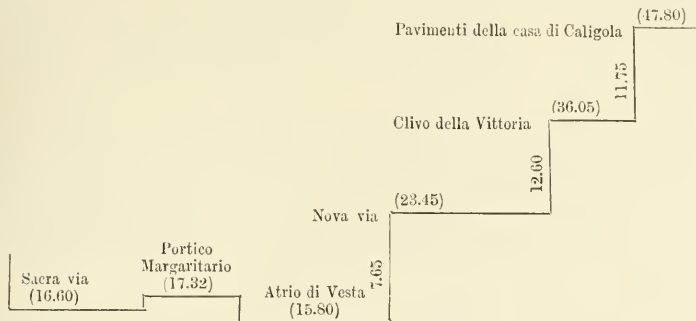 (47.80)
Pavimenti della casa di Caligola
11.75
(36.05)
Clivo della Vittoria
12.60
(23.45)
Nova via
7.65
Portico
Margaritario
(17.32)
Sacra via
(16.60)
Atrio di Vesta
(15.80)